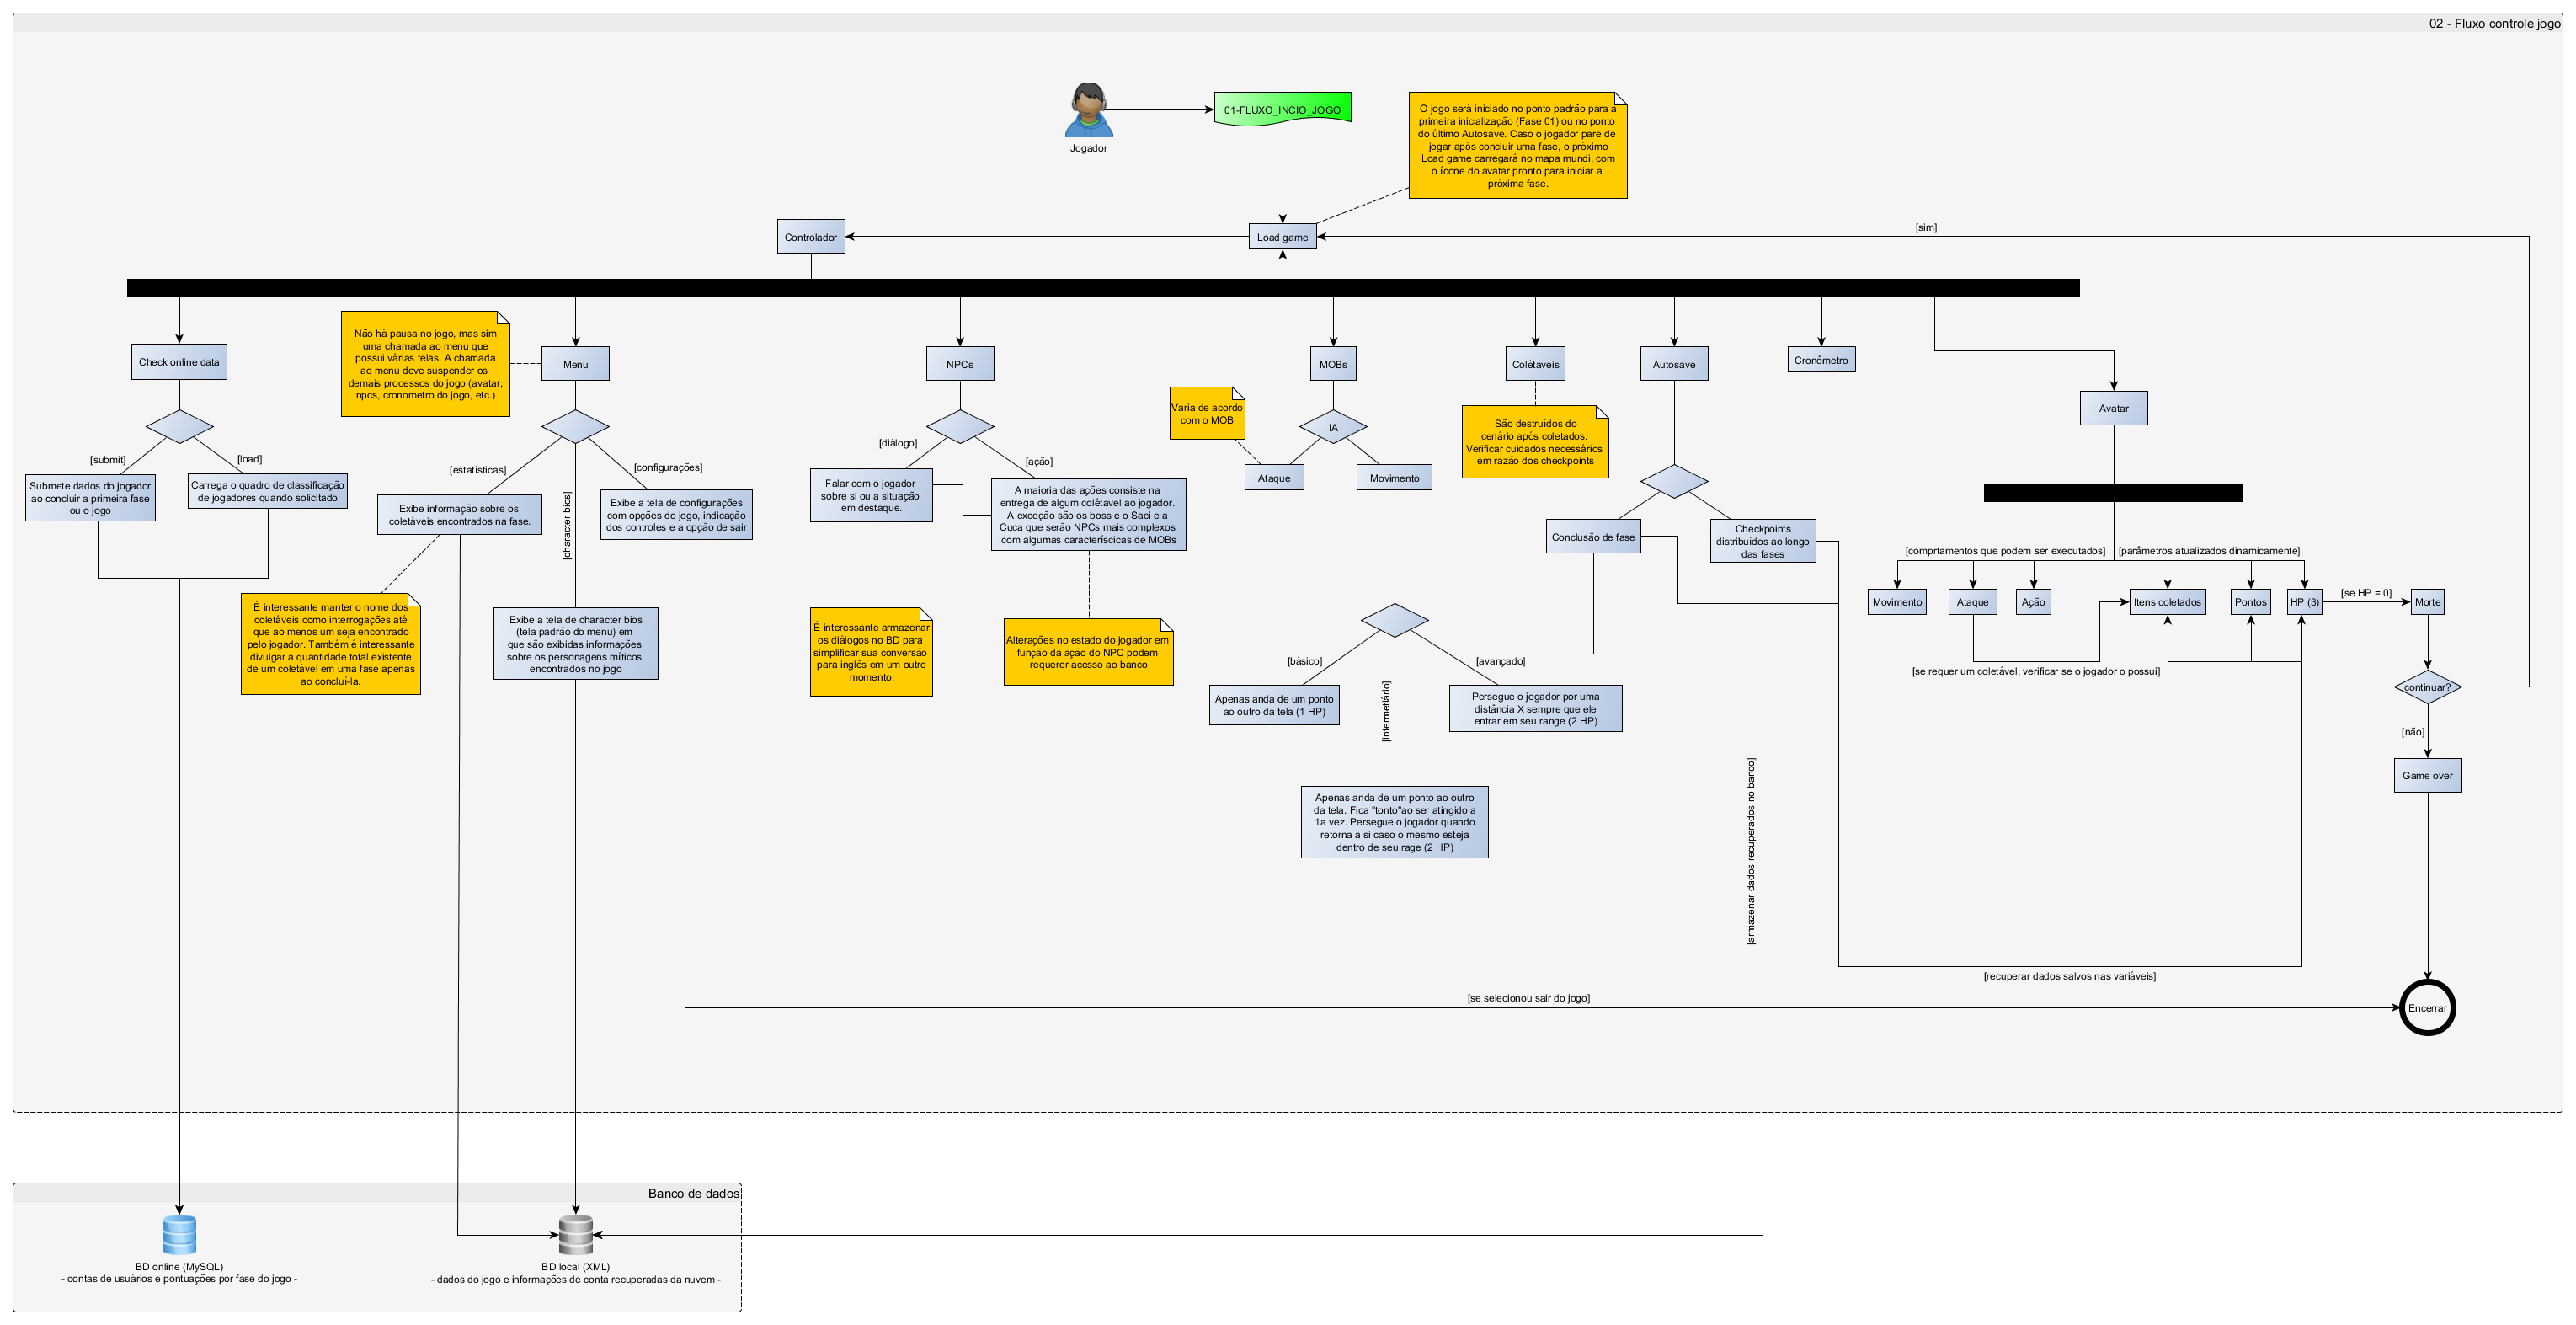 02 - Fluxo controle jogo
Jogador
01-FLUXO_INCIO_JOGO
O jogo será iniciado no ponto padrão para a
primeira inicialização (Fase 01) ou no ponto
do último Autosave. Caso o jogador pare de
jogar após concluir uma fase, o próximo
Load game carregará no mapa mundi, com
o ícone do avatar pronto para iniciar a
próxima fase.
Controlador
Load game
[sim]
Check online data
Não há pausa no jogo, mas sim
uma chamada ao menu que
possui várias telas. A chamada
ao menu deve suspender os
demais processos do jogo (avatar,
npcs, cronometro do jogo, etc.)
Menu
NPCs
MOBs
Colétaveis
Autosave
Cronômetro
Avatar
[submit]
[load]
Submete dados do jogador
ao concluir a primeira fase
ou o jogo
Carrega o quadro de classificação
de jogadores quando solicitado
[estatísticas]
[character bios]
[configurações]
Exibe informação sobre os
coletáveis encontrados na fase.
Exibe a tela de configurações
com opções do jogo, indicação
dos controles e a opção de sair
É interessante manter o nome dos
coletáveis como interrogações até
que ao menos um seja encontrado
pelo jogador. Também é interessante
divulgar a quantidade total existente
de um coletável em uma fase apenas
ao concluí-la.
Exibe a tela de character bios
(tela padrão do menu) em
que são exibidas informações
sobre os personagens míticos
encontrados no jogo
[diálogo]
[ação]
Falar com o jogador
sobre si ou a situação
em destaque.
A maioria das ações consiste na
entrega de algum colétavel ao jogador.
A exceção são os boss e o Saci e a
Cuca que serão NPCs mais complexos
com algumas caracteríscicas de MOBs
É interessante armazenar
os diálogos no BD para
simplificar sua conversão
para inglês em um outro
momento.
Alterações no estado do jogador em
função da ação do NPC podem
requerer acesso ao banco
Varia de acordo
com o MOB
IA
Ataque
Movimento
[básico]
[intermetiário]
[avançado]
Apenas anda de um ponto
ao outro da tela (1 HP)
Persegue o jogador por uma
distância X sempre que ele
entrar em seu range (2 HP)
Apenas anda de um ponto ao outro
da tela. Fica "tonto"ao ser atingido a
1a vez. Persegue o jogador quando
retorna a si caso o mesmo esteja
dentro de seu rage (2 HP)
São destruídos do
cenário após coletados.
Verificar cuidados necessários
em razão dos checkpoints
Conclusão de fase
Checkpoints
distribuídos ao longo
das fases
[armazenar dados recuperados no banco]
[comprtamentos que podem ser executados]
[parâmetros atualizados dinamicamente]
Movimento
Ataque
Ação
Itens coletados
Pontos
HP (3)
[se HP = 0]
Morte
[se requer um coletável, verificar se o jogador o possui]
continuar?
[não]
Game over
[recuperar dados salvos nas variáveis]
[se selecionou sair do jogo]
Encerrar
Banco de dados
BD online (MySQL)
- contas de usuários e pontuações por fase do jogo -
BD local (XML)
- dados do jogo e informações de conta recuperadas da nuvem -